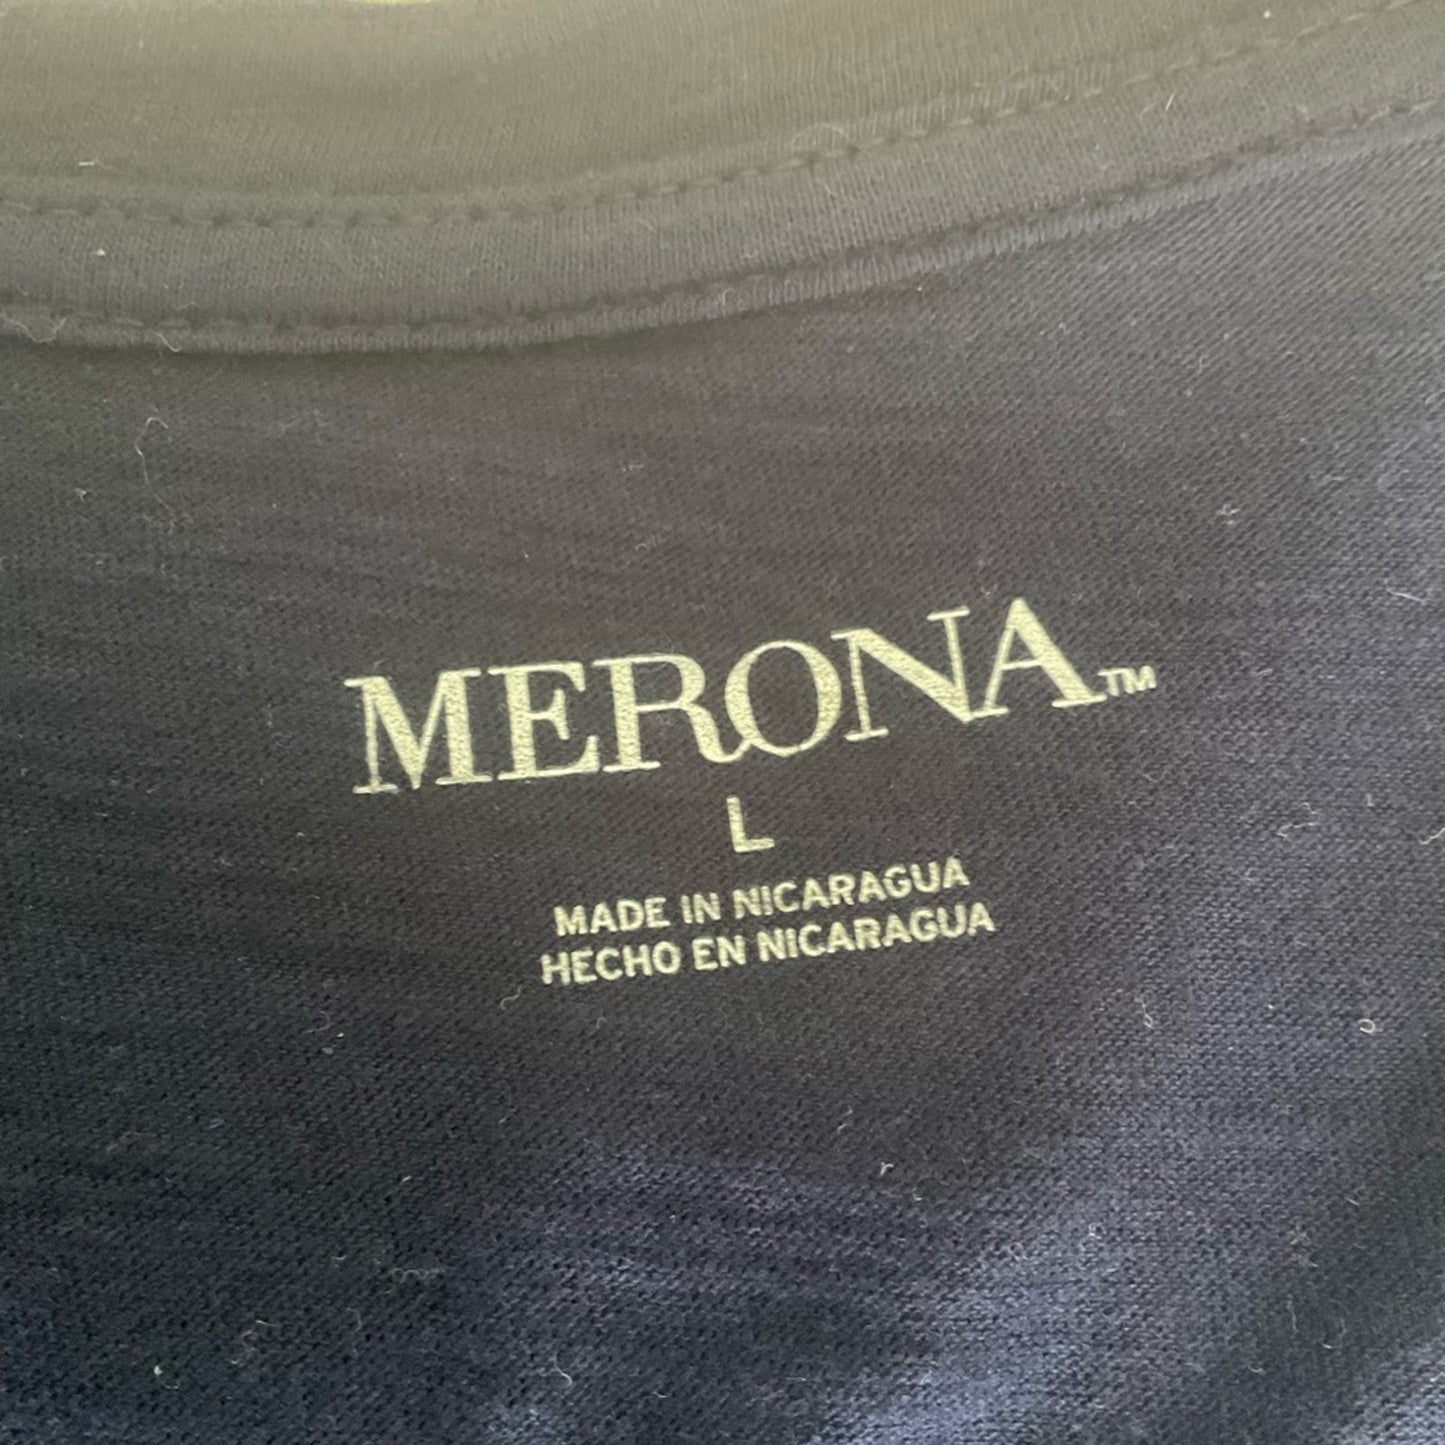 MERONA™
L
MADE IN NICARAGUA
HECHO EN NICARAGUA